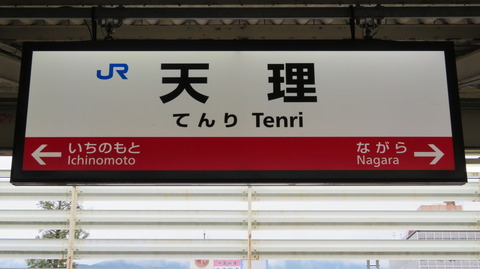 JR 天理
てんり Tenri
← いちのもと
Ichinomoto
ながら →
Nagara